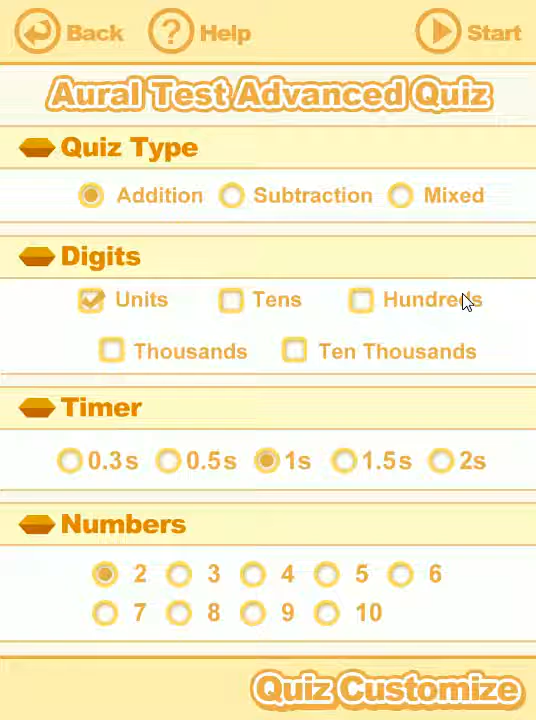 Back Help Start
Aural Test Advanced Quiz
Quiz Type
Addition Subtraction Mixed
Digits
Units Tens Hundreds
Thousands Ten Thousands
Timer
0.3s 0.5s 1s 1.5s 2s
Numbers
2 3 4 5 6
7 8 9 10
Quiz Customize